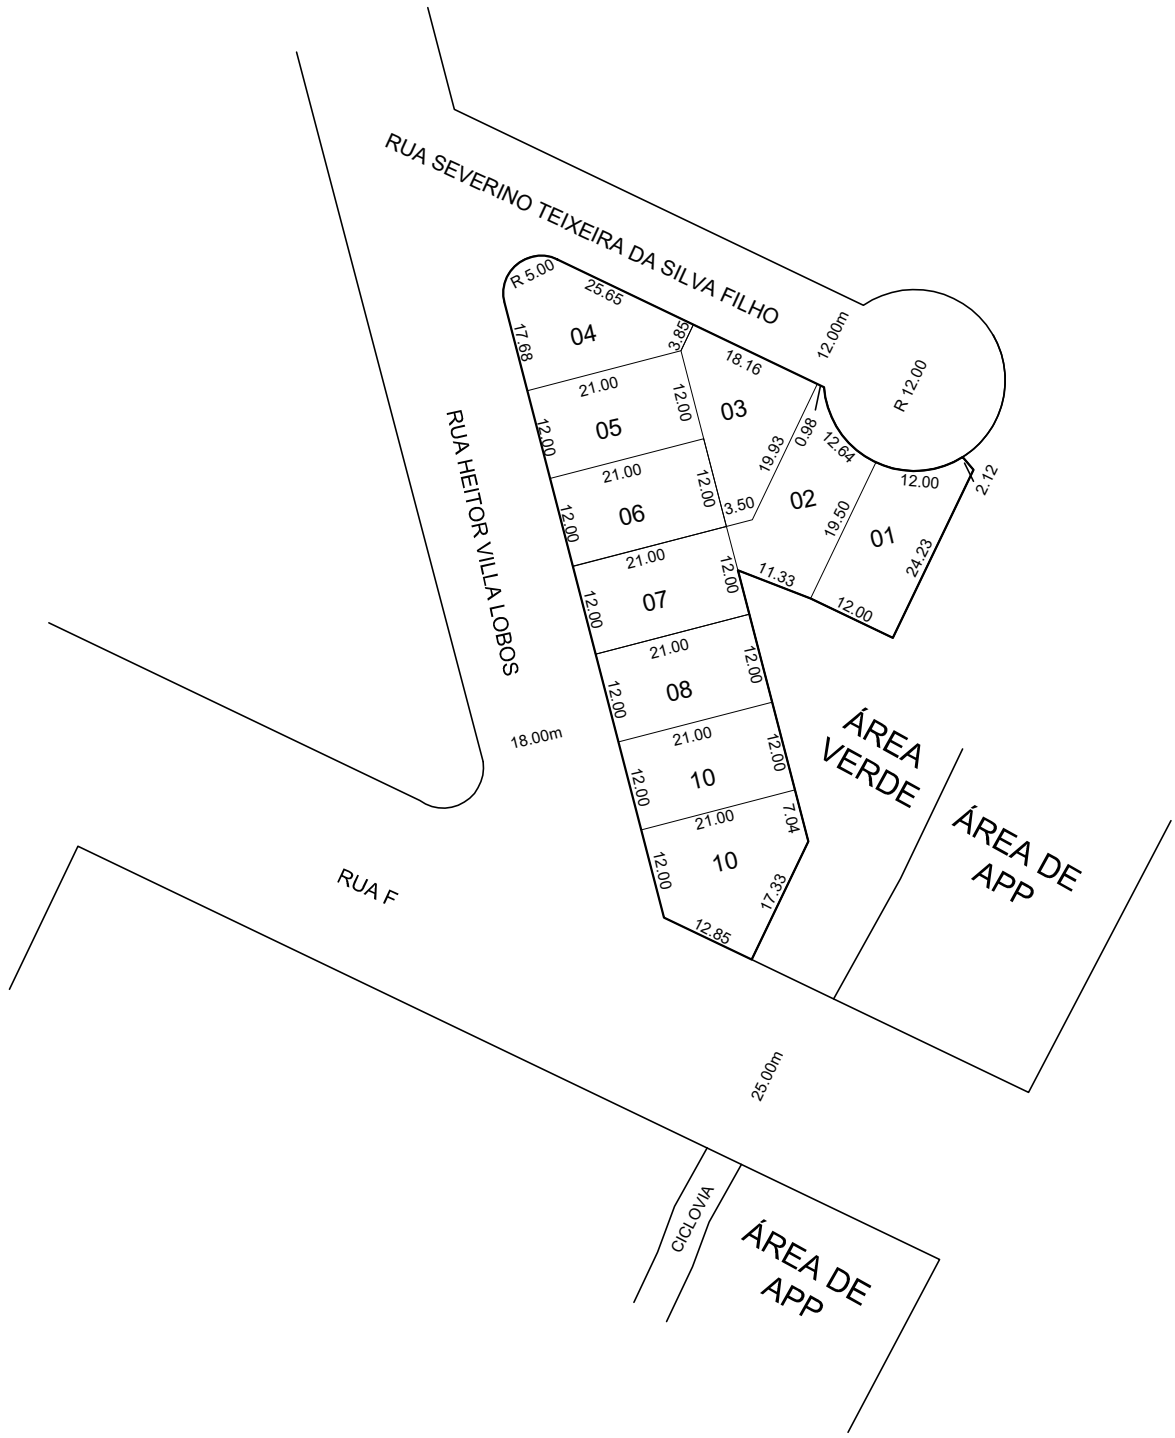 RUA SEVERINO TEIXEIRA DA SILVA FILHO
R 5.00
25.65
04
17.68
3.85
12.00m
R 12.00
18.16
21.00
12.00
03
05
12.00
19.93
0.98
12.64
12.00
2.12
RUA HEITOR VILLA LOBOS
21.00
12.00
06
12.00
3.50
02
19.50
01
24.23
21.00
12.00
11.33
12.00
07
12.00
21.00
12.00
08
12.00
18.00m
21.00
12.00
10
12.00
ÁREA
VERDE
21.00
7.04
10
12.00
17.33
12.85
ÁREA DE
APP
RUA F
25.00m
CICLOVIA
ÁREA DE
APP